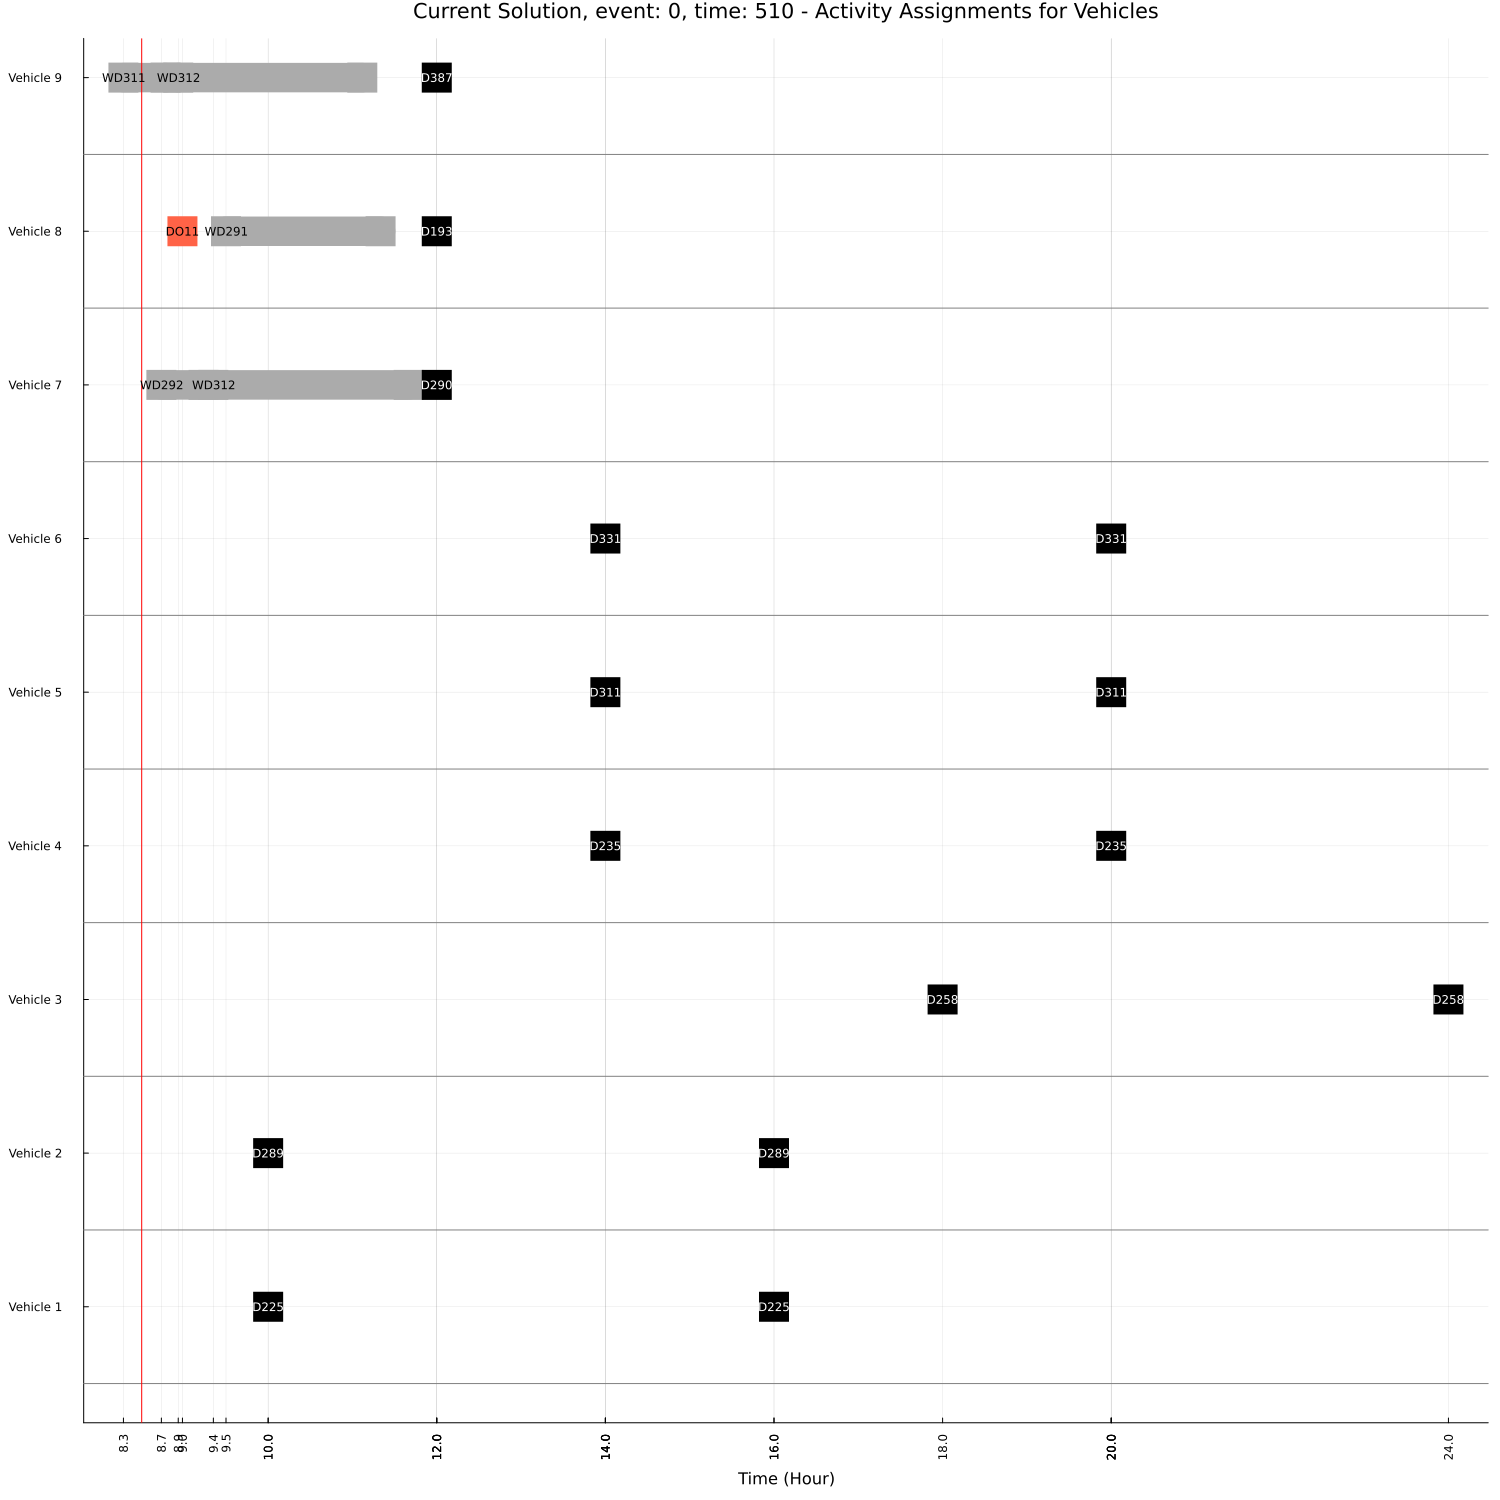 Current Solution, event: 0, time: 510 - Activity Assignments for Vehicles
Vehicle 9 WD311 WD312 D387
Vehicle 8 DO11 WD291 D193
Vehicle 7 WD292 WD312 D290
Vehicle 6 D331 D331
Vehicle 5 D311 D311
Vehicle 4 D235 D235
Vehicle 3 D258 D258
Vehicle 2 D289 D289
Vehicle 1 D225 D225
8.3 8.7 9.0 9.4 9.5 10.0 12.0 14.0 16.0 18.0 20.0 24.0
Time (Hour)